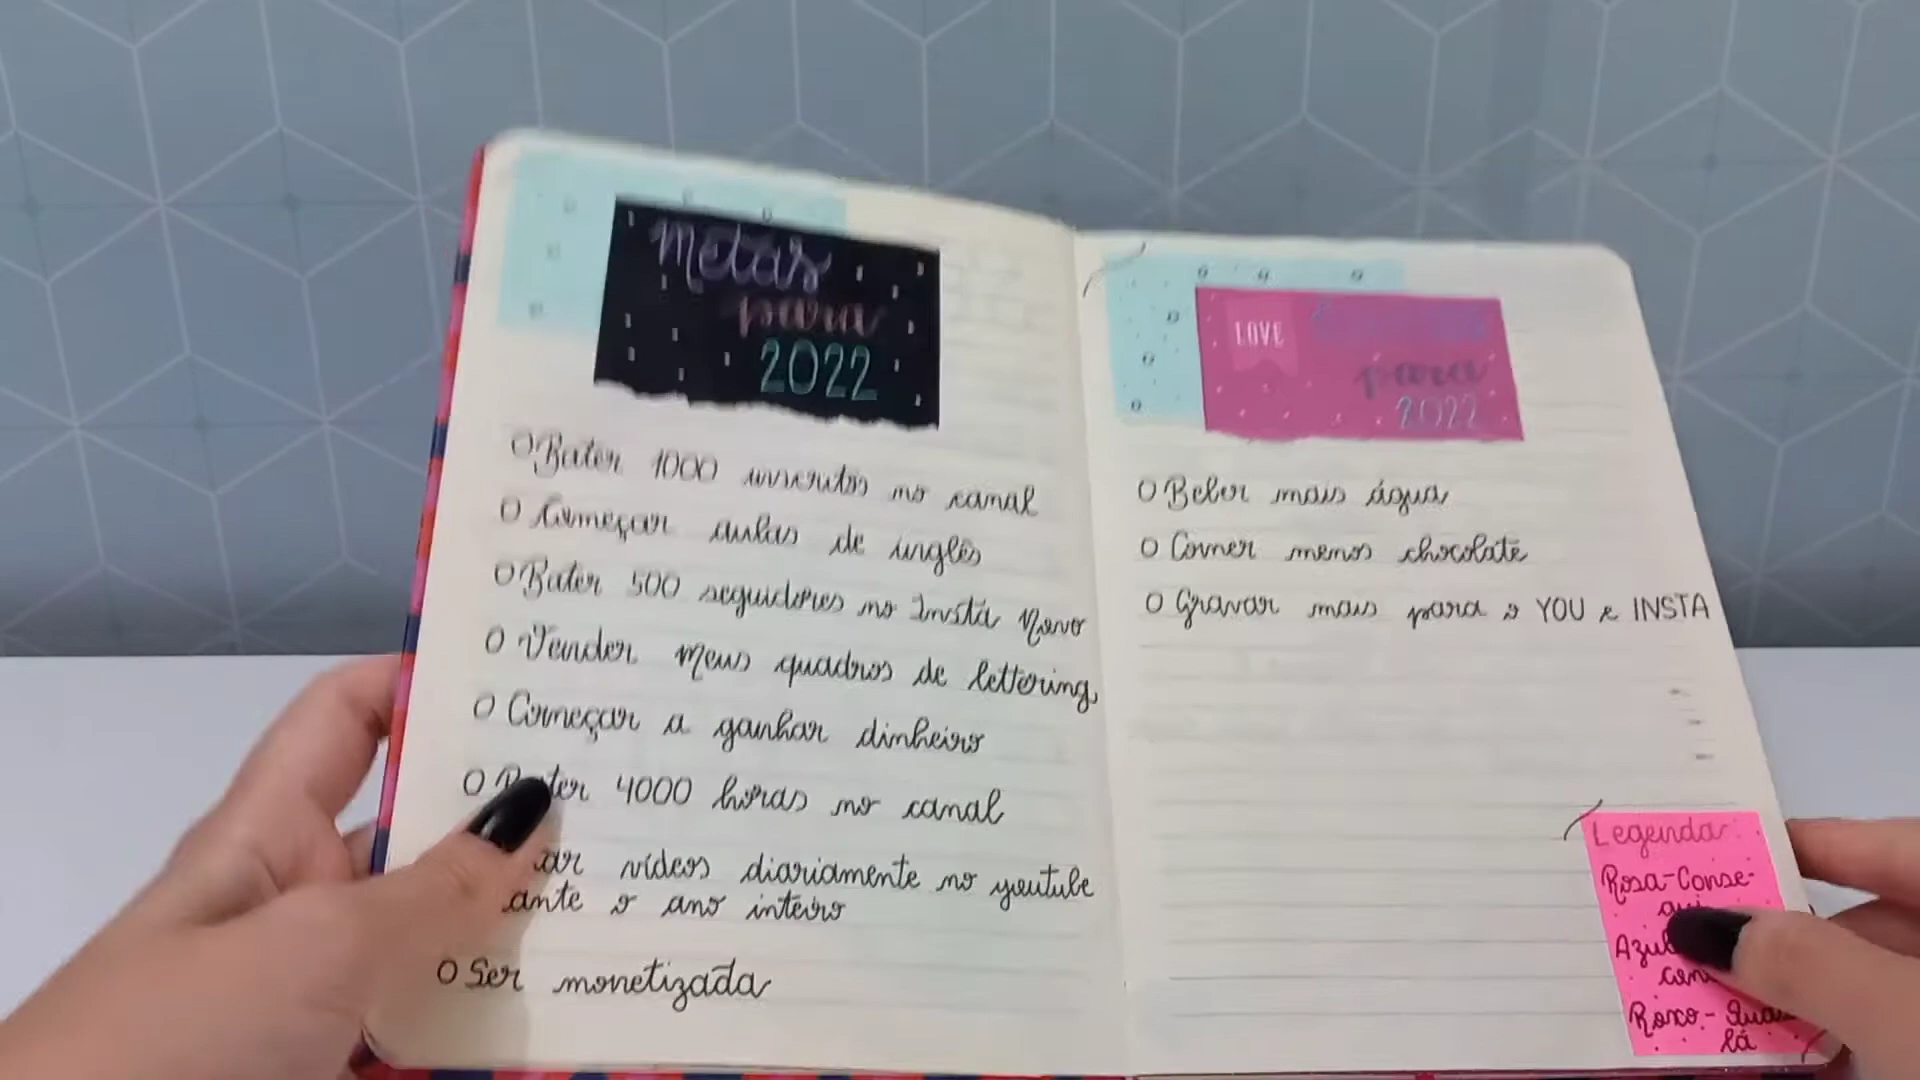 Metas
para
2022
O Bater 1000 inscritos no canal
O Começar aulas de inglês
O Bater 500 seguidores no Insta Novo
O Vender meus quadros de lettering
O Começar a ganhar dinheiro
O 4000 horas no canal
vídeos diariamente no youtube
o ano inteiro
O Ser monetizada
LOVE
para
2022
O Beber mais água
O Comer menos chocolate
O Gravar mais para o YOU e INSTA
Legenda:
Rosa-Conse-
Roxo-
lá